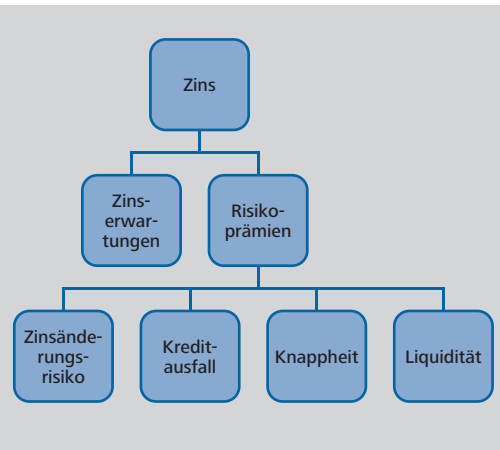 Zins
Zins-
erwar-
tungen
Risiko-
prämien
Zinsände-
rungs-
risiko
Kredit-
ausfall
Knappheit
Liquidität